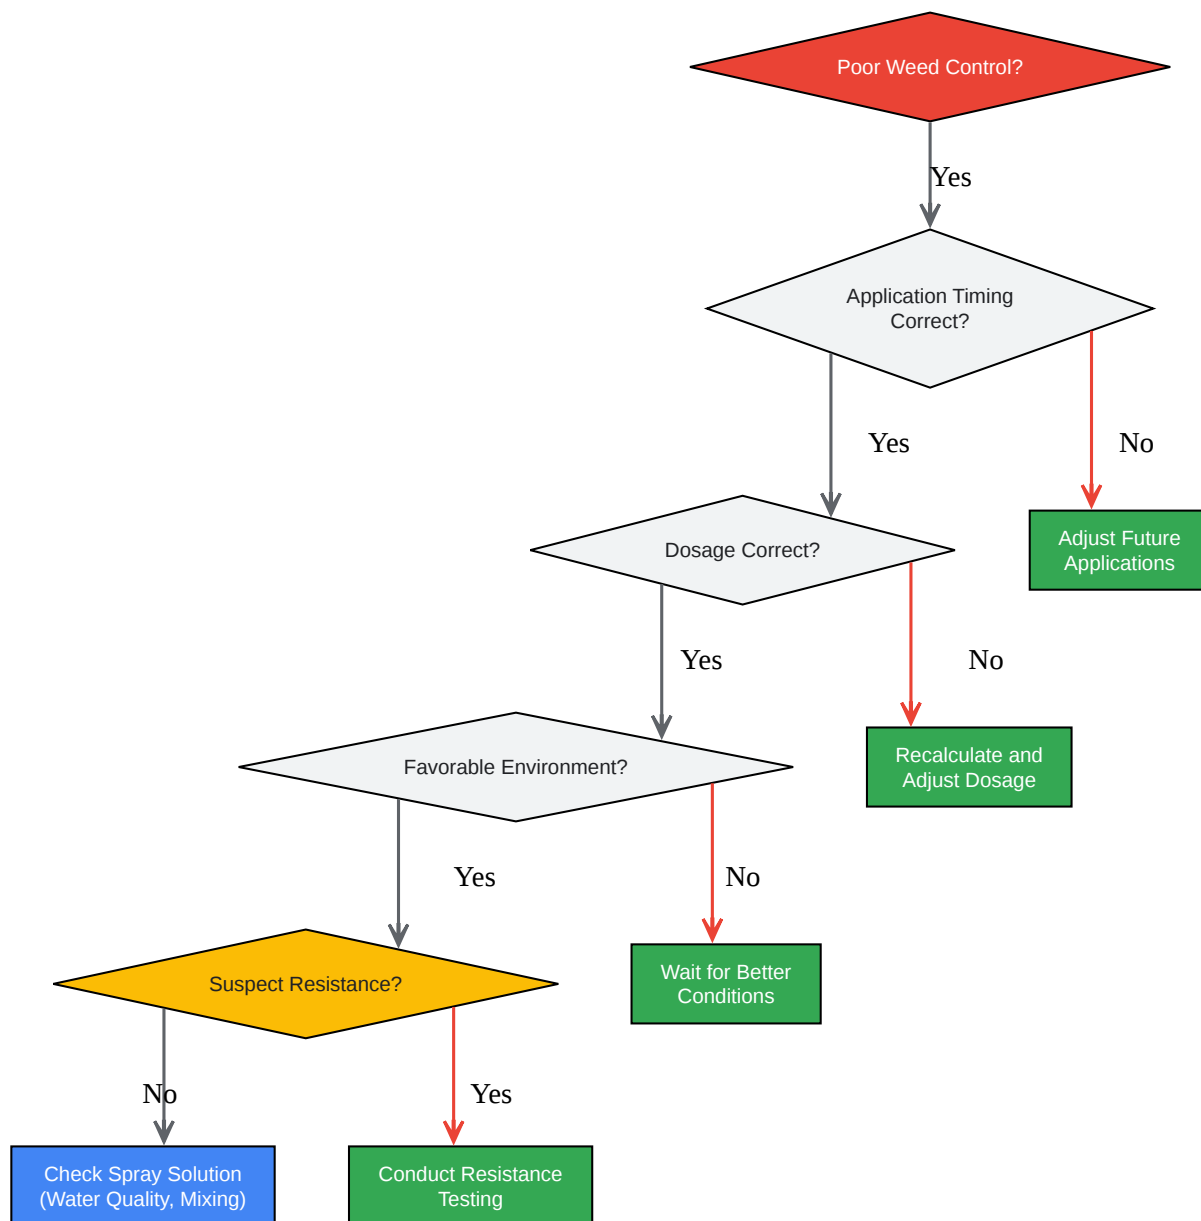 Poor Weed Control?
Yes
Application Timing
Correct?
Yes
No
Adjust Future
Applications
Dosage Correct?
Yes
No
Recalculate and
Adjust Dosage
Favorable Environment?
Yes
No
Wait for Better
Conditions
Suspect Resistance?
No
Yes
Check Spray Solution
(Water Quality, Mixing)
Conduct Resistance
Testing